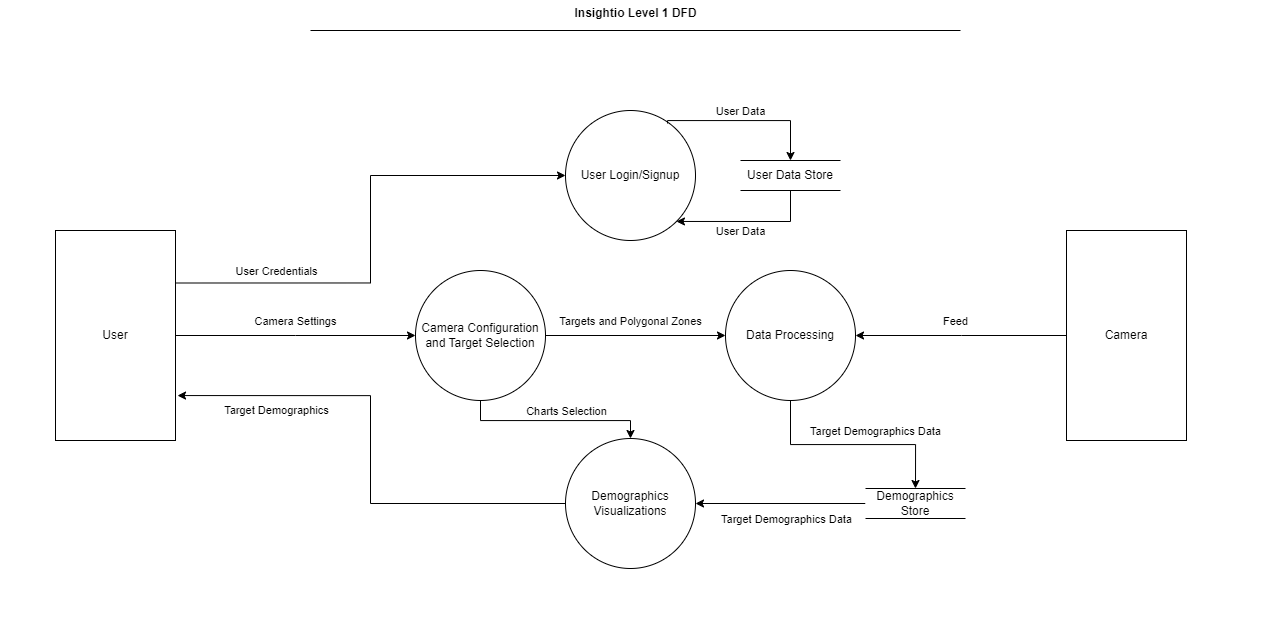 Insightio Level 1 DFD
User Data
User Login/Signup
User Data Store
User Data
User Credentials
Camera Settings
Targets and Polygonal Zones
Feed
User
Camera Configuration
and Target Selection
Data Processing
Camera
Target Demographics
Charts Selection
Target Demographics Data
Demographics
Visualizations
Demographics
Store
Target Demographics Data